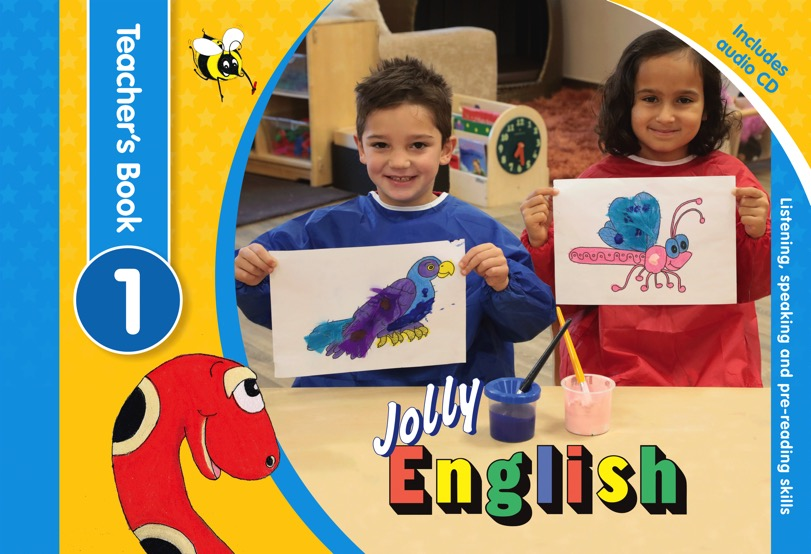 Teacher's Book
1
Includes
audio CD
Listening, speaking and pre-reading skills
Jolly
English